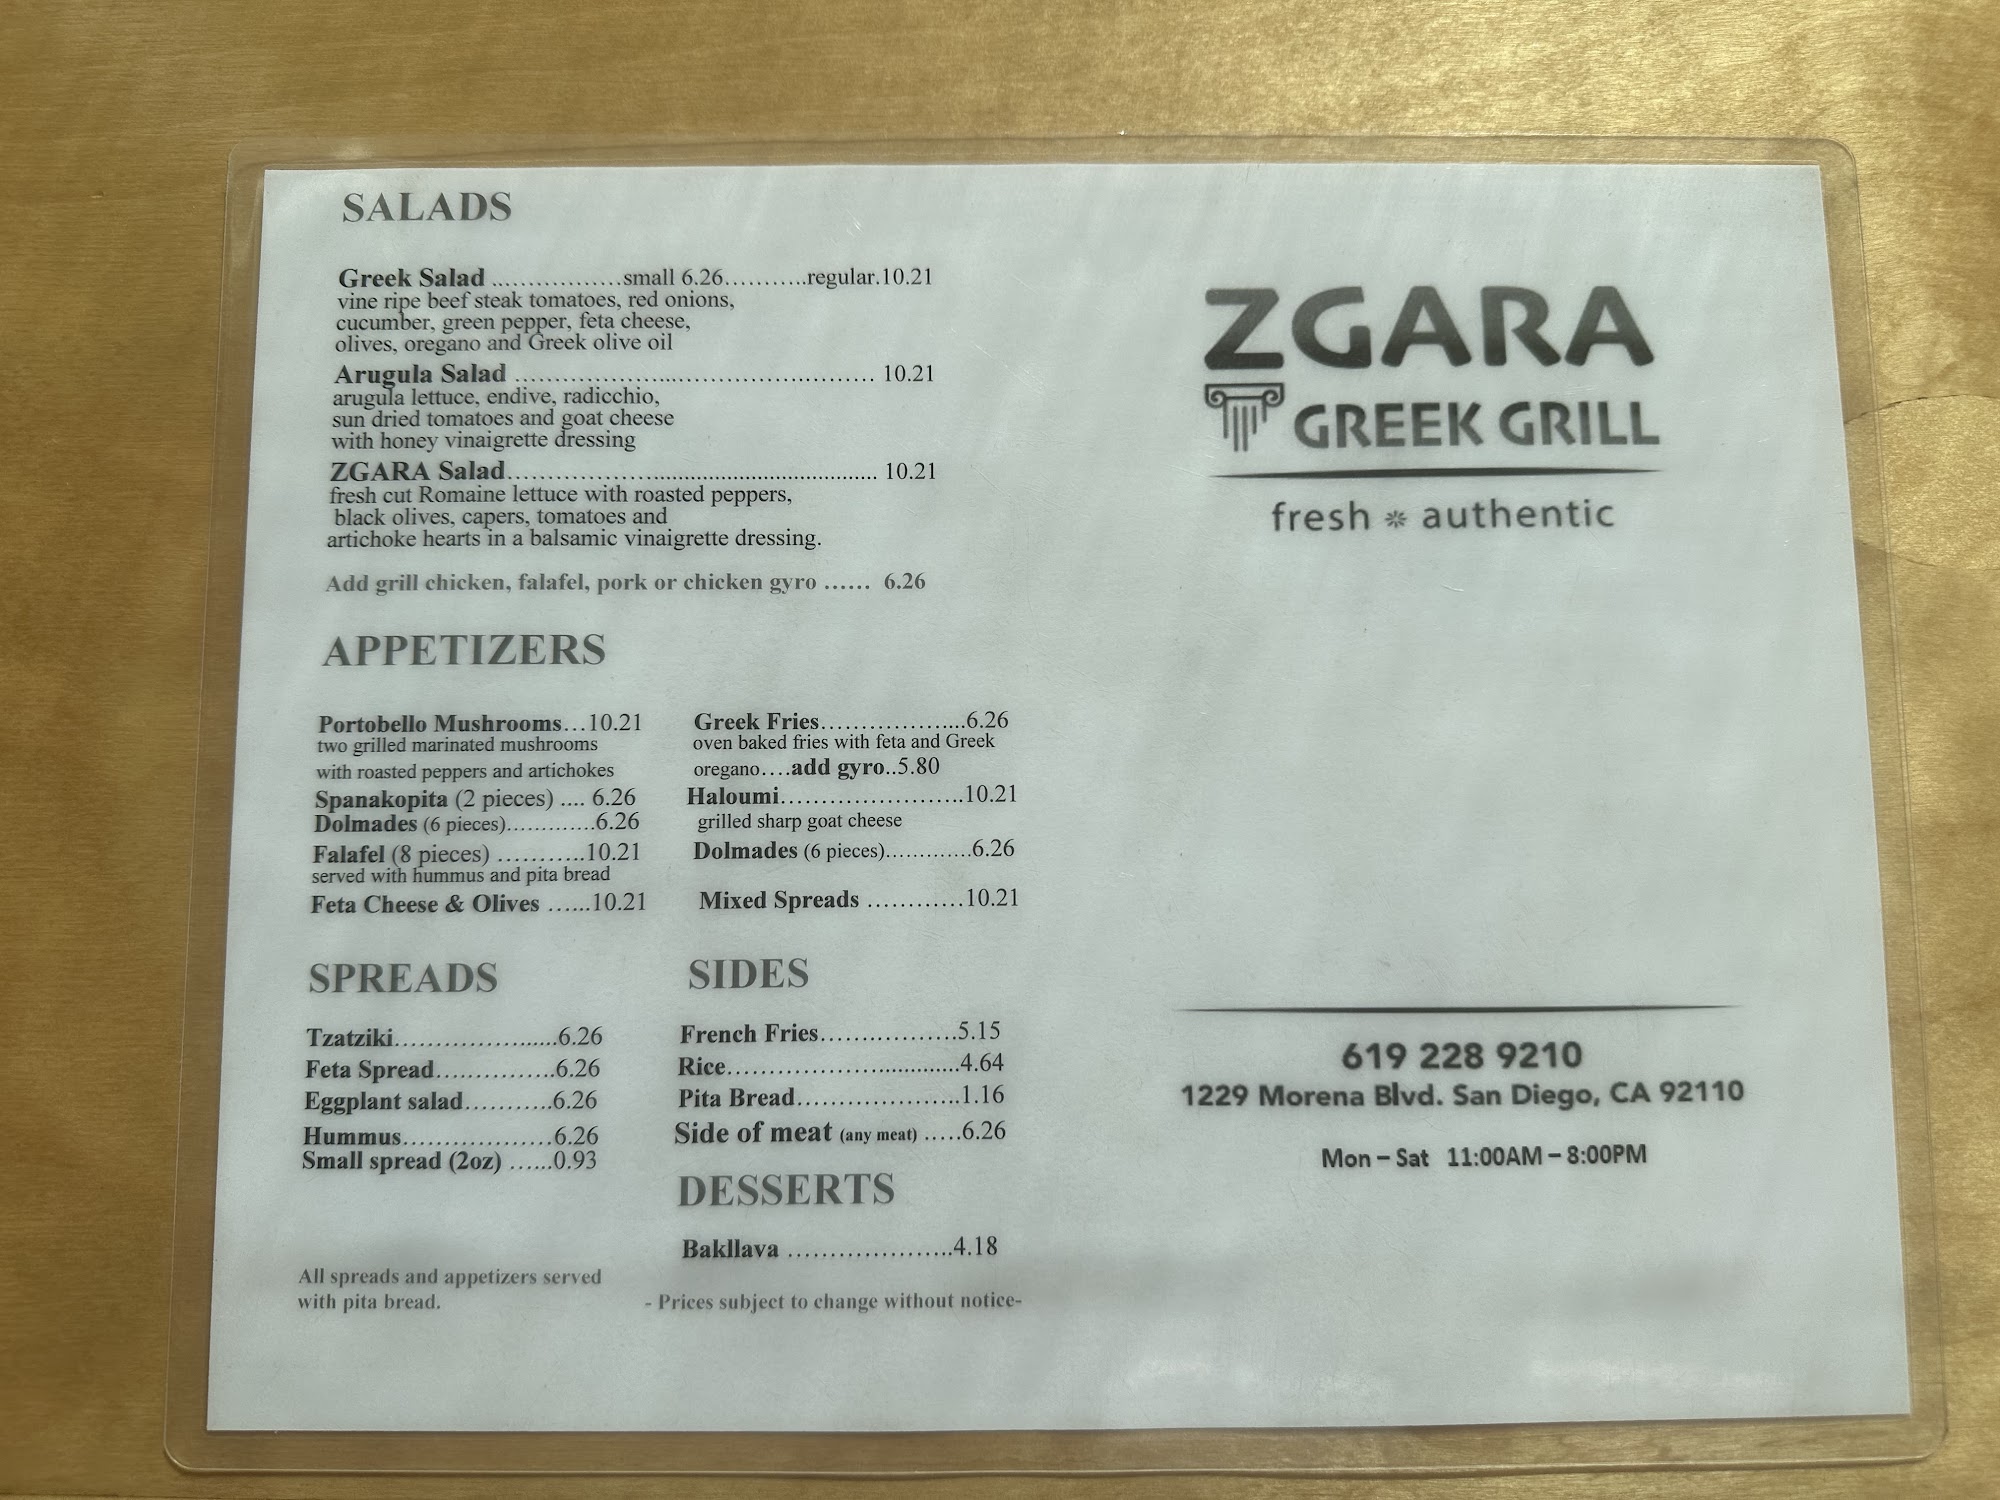 SALADS
Greek Salad ..................small 6.26...........regular.10.21
vine ripe beef steak tomatoes, red onions,
cucumber, green pepper, feta cheese,
olives, oregano and Greek olive oil
Arugula Salad ............................................. 10.21
arugula lettuce, endive, radicchio,
sun dried tomatoes and goat cheese
with honey vinaigrette dressing
ZGARA Salad.................................................. 10.21
fresh cut Romaine lettuce with roasted peppers,
black olives, capers, tomatoes and
artichoke hearts in a balsamic vinaigrette dressing.
Add grill chicken, falafel, pork or chicken gyro ...... 6.26
APPETIZERS
Portobello Mushrooms...10.21
two grilled marinated mushrooms
with roasted peppers and artichokes
Spanakopita (2 pieces) .... 6.26
Dolmades (6 pieces).............6.26
Falafel (8 pieces) ...........10.21
served with hummus and pita bread
Feta Cheese & Olives ......10.21
Greek Fries...................6.26
oven baked fries with feta and Greek
oregano....add gyro..5.80
Haloumi.......................10.21
grilled sharp goat cheese
Dolmades (6 pieces).............6.26
Mixed Spreads ............10.21
SPREADS
Tzatziki.....................6.26
Feta Spread...............6.26
Eggplant salad...........6.26
Hummus...................6.26
Small spread (2oz) ......0.93
All spreads and appetizers served
with pita bread.
SIDES
French Fries.................5.15
Rice.................................4.64
Pita Bread.....................1.16
Side of meat (any meat) .....6.26
DESSERTS
Bakllava .....................4.18
- Prices subject to change without notice-
ZGARA
GREEK GRILL
fresh * authentic
619 228 9210
1229 Morena Blvd. San Diego, CA 92110
Mon – Sat 11:00AM – 8:00PM